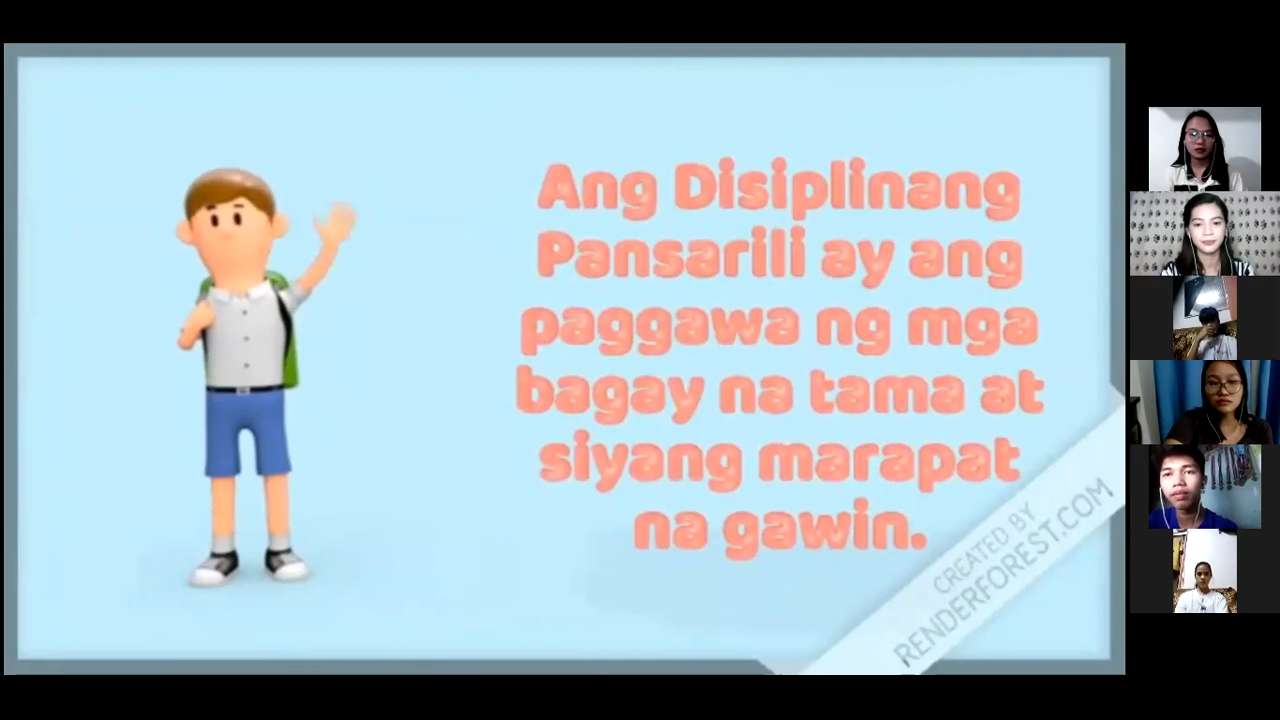 Ang Disiplinang
Pansarili ay ang
paggawa ng mga
bagay na tama at
siyang marapat
na gawin.
CREATED BY
RENDERFOREST.COM